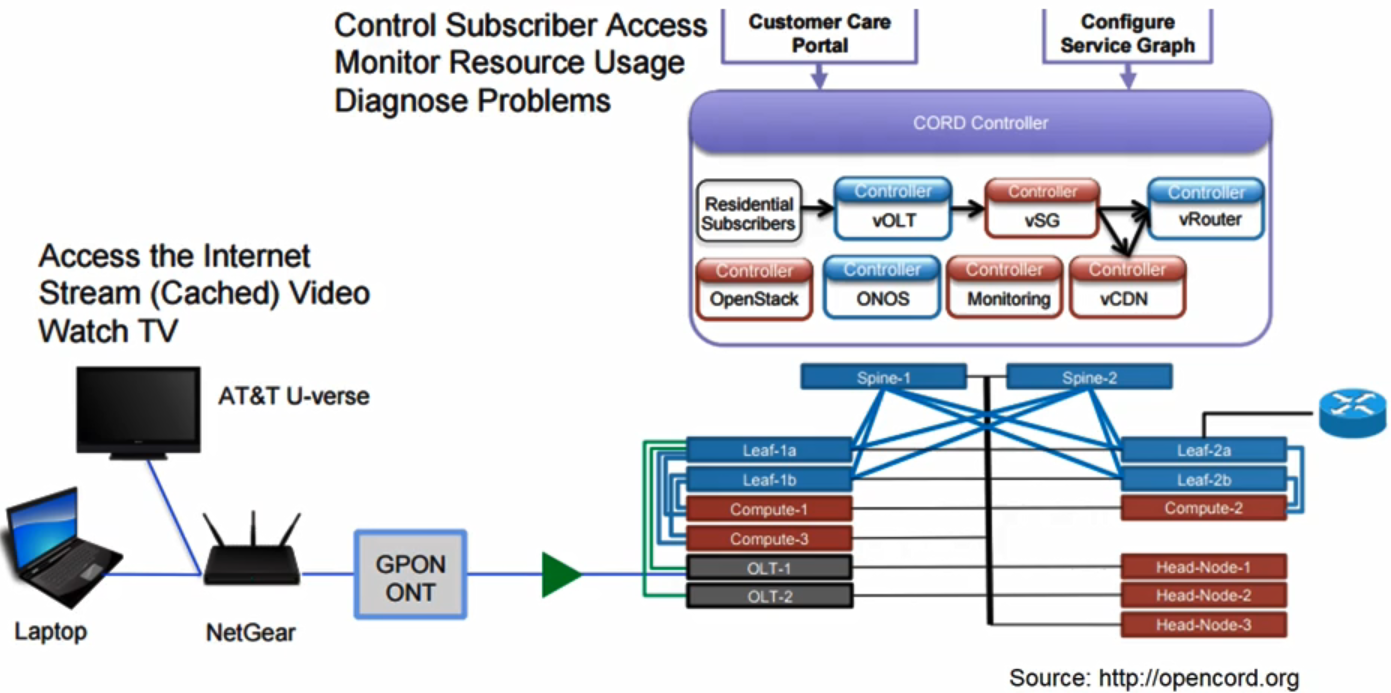 Control Subscriber Access
Monitor Resource Usage
Diagnose Problems
Customer Care
Portal
Configure
Service Graph
CORD Controller
Residential
Subscribers
Controller
vOLT
Controller
vSG
Controller
vRouter
Controller
OpenStack
Controller
ONOS
Controller
Monitoring
Controller
vCDN
Access the Internet
Stream (Cached) Video
Watch TV
AT&T U-verse
Laptop
NetGear
GPON
ONT
Spine-1
Spine-2
Leaf-1a
Leaf-1b
Compute-1
Compute-3
OLT-1
OLT-2
Leaf-2a
Leaf-2b
Compute-2
Head-Node-1
Head-Node-2
Head-Node-3
Source: http://opencord.org